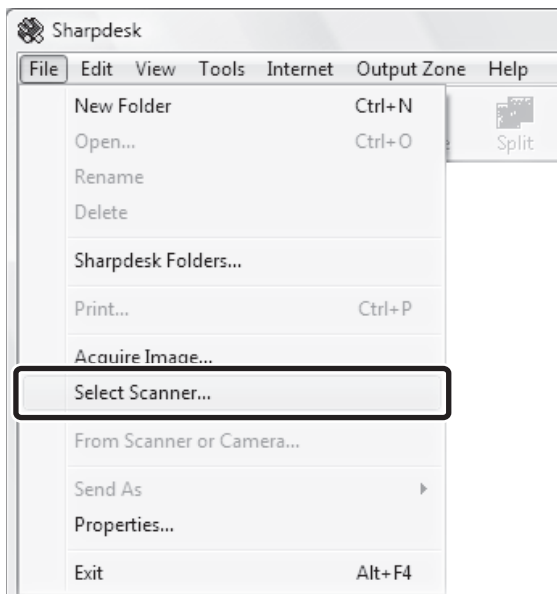 Sharpdesk
File Edit View Tools Internet Output Zone Help
New Folder Ctrl+N
Open... Ctrl+O
Split
Rename
Delete
Sharpdesk Folders...
Print... Ctrl+P
Acquire Image...
Select Scanner...
From Scanner or Camera...
Send As
Properties...
Exit Alt+F4